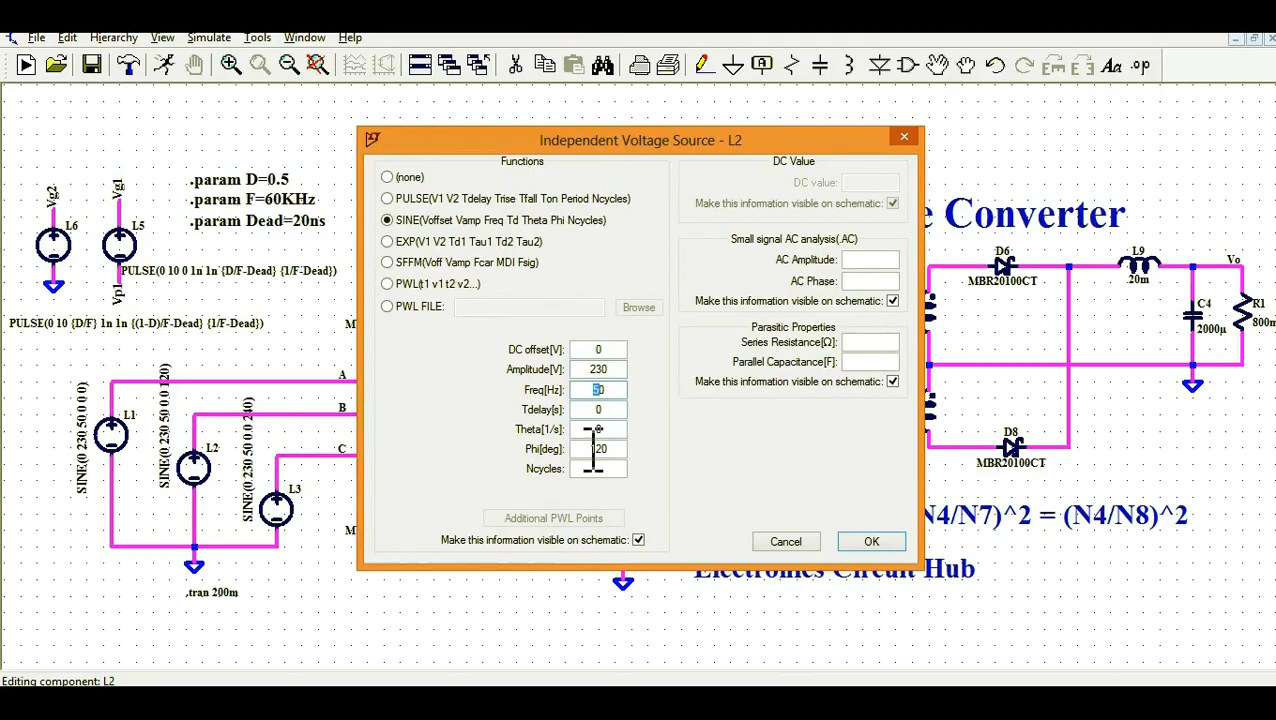 File Edit Hierarchy View Simulate Tools Window Help
Aa .op
Independent Voltage Source - L2
Functions
(none)
PULSE(V1 V2 Tdelay Trise Tfall Ton Period Ncycles)
SINE(Voffset Vamp Freq Td Theta Phi Ncycles)
EXP(V1 V2 Td1 Tau1 Td2 Tau2)
SFFM(Voff Vamp Fcar MDI Fsig)
PWL(t1 v1 t2 v2...)
PWL FILE: Browse
DC offset[V]: 0
Amplitude[V]: 230
Freq[Hz]: 50
Tdelay[s]: 0
Theta[1/s]:
Phi[deg]: 120
Ncycles:
Additional PWL Points
Make this information visible on schematic:
DC Value
DC value:
Make this information visible on schematic:
Small signal AC analysis(.AC)
AC Amplitude:
AC Phase:
Make this information visible on schematic:
Parasitic Properties
Series Resistance[Ω]:
Parallel Capacitance[F]:
Make this information visible on schematic:
Cancel OK
.param D=0.5
.param F=60KHz
.param Dead=20ns
Vg2
Vg1
L6
L5
PULSE(0 10 0 1n 1n {D/F-Dead} {1/F-Dead})
Vp1
PULSE(0 10 {D/F} 1n 1n {(1-D)/F-Dead} {1/F-Dead})
A
B
C
L1
SINE(0 230 50 0 0 0)
L2
SINE(0 230 50 0 0 120)
L3
SINE(0 230 50 0 0 240)
.tran 200m
Converter
D6
MBR20100CT
L9
20m
Vo
C4
2000µ
R1
800m
D8
MBR20100CT
N4/N7)^2 = (N4/N8)^2
Electronics Circuit Hub
Editing component: L2